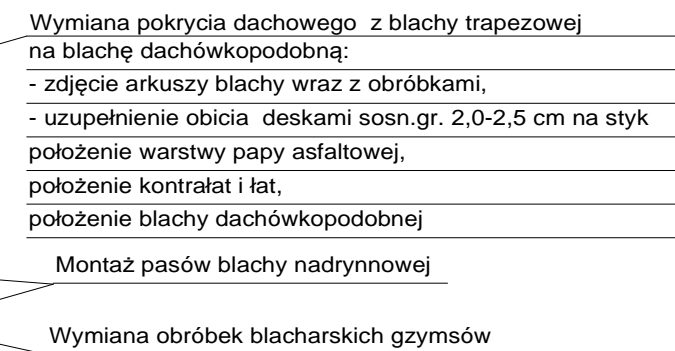 Wymiana pokrycia dachowego z blachy trapezowej
na blachę dachówkopodobną:
- zdjęcie arkuszy blachy wraz z obróbkami,
- uzupełnienie obicia deskami sosn.gr. 2,0-2,5 cm na styk
położenie warstwy papy asfaltowej,
położenie kontrałat i łat,
położenie blachy dachówkopodobnej
Montaż pasów blachy nadrynnowej
Wymiana obróbek blacharskich gzymsów